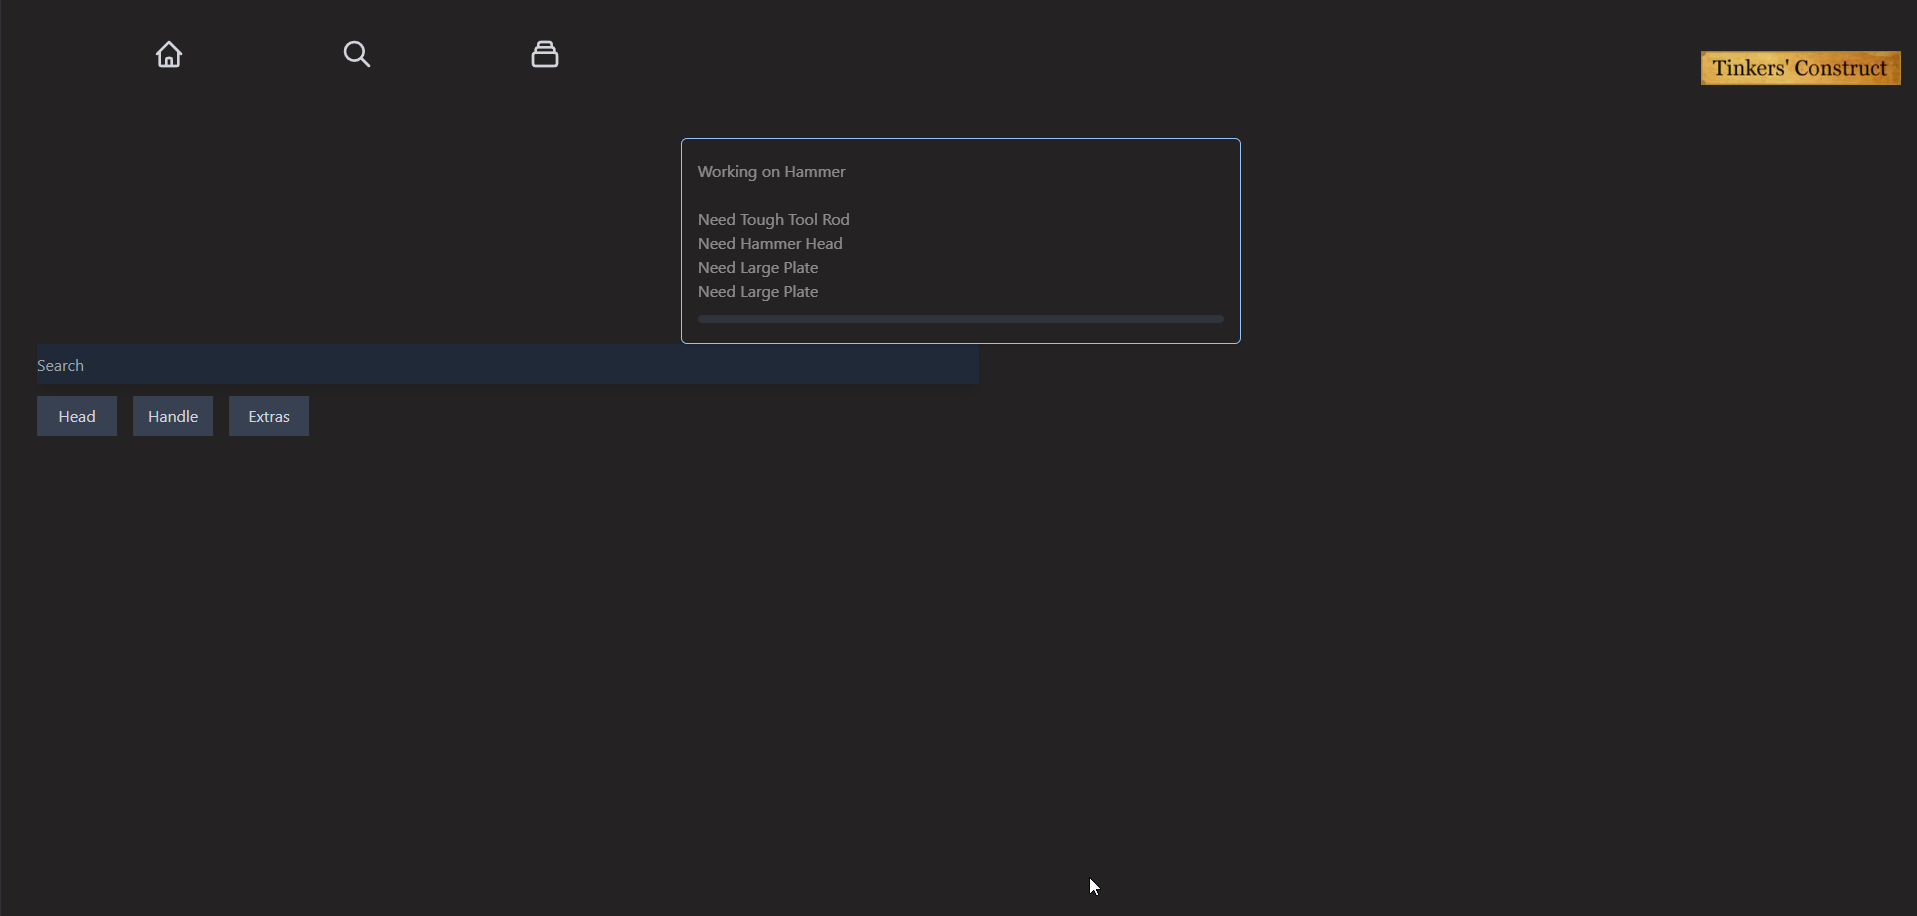 Tinkers' Construct
Working on Hammer
Need Tough Tool Rod
Need Hammer Head
Need Large Plate
Need Large Plate
Search
Head Handle Extras